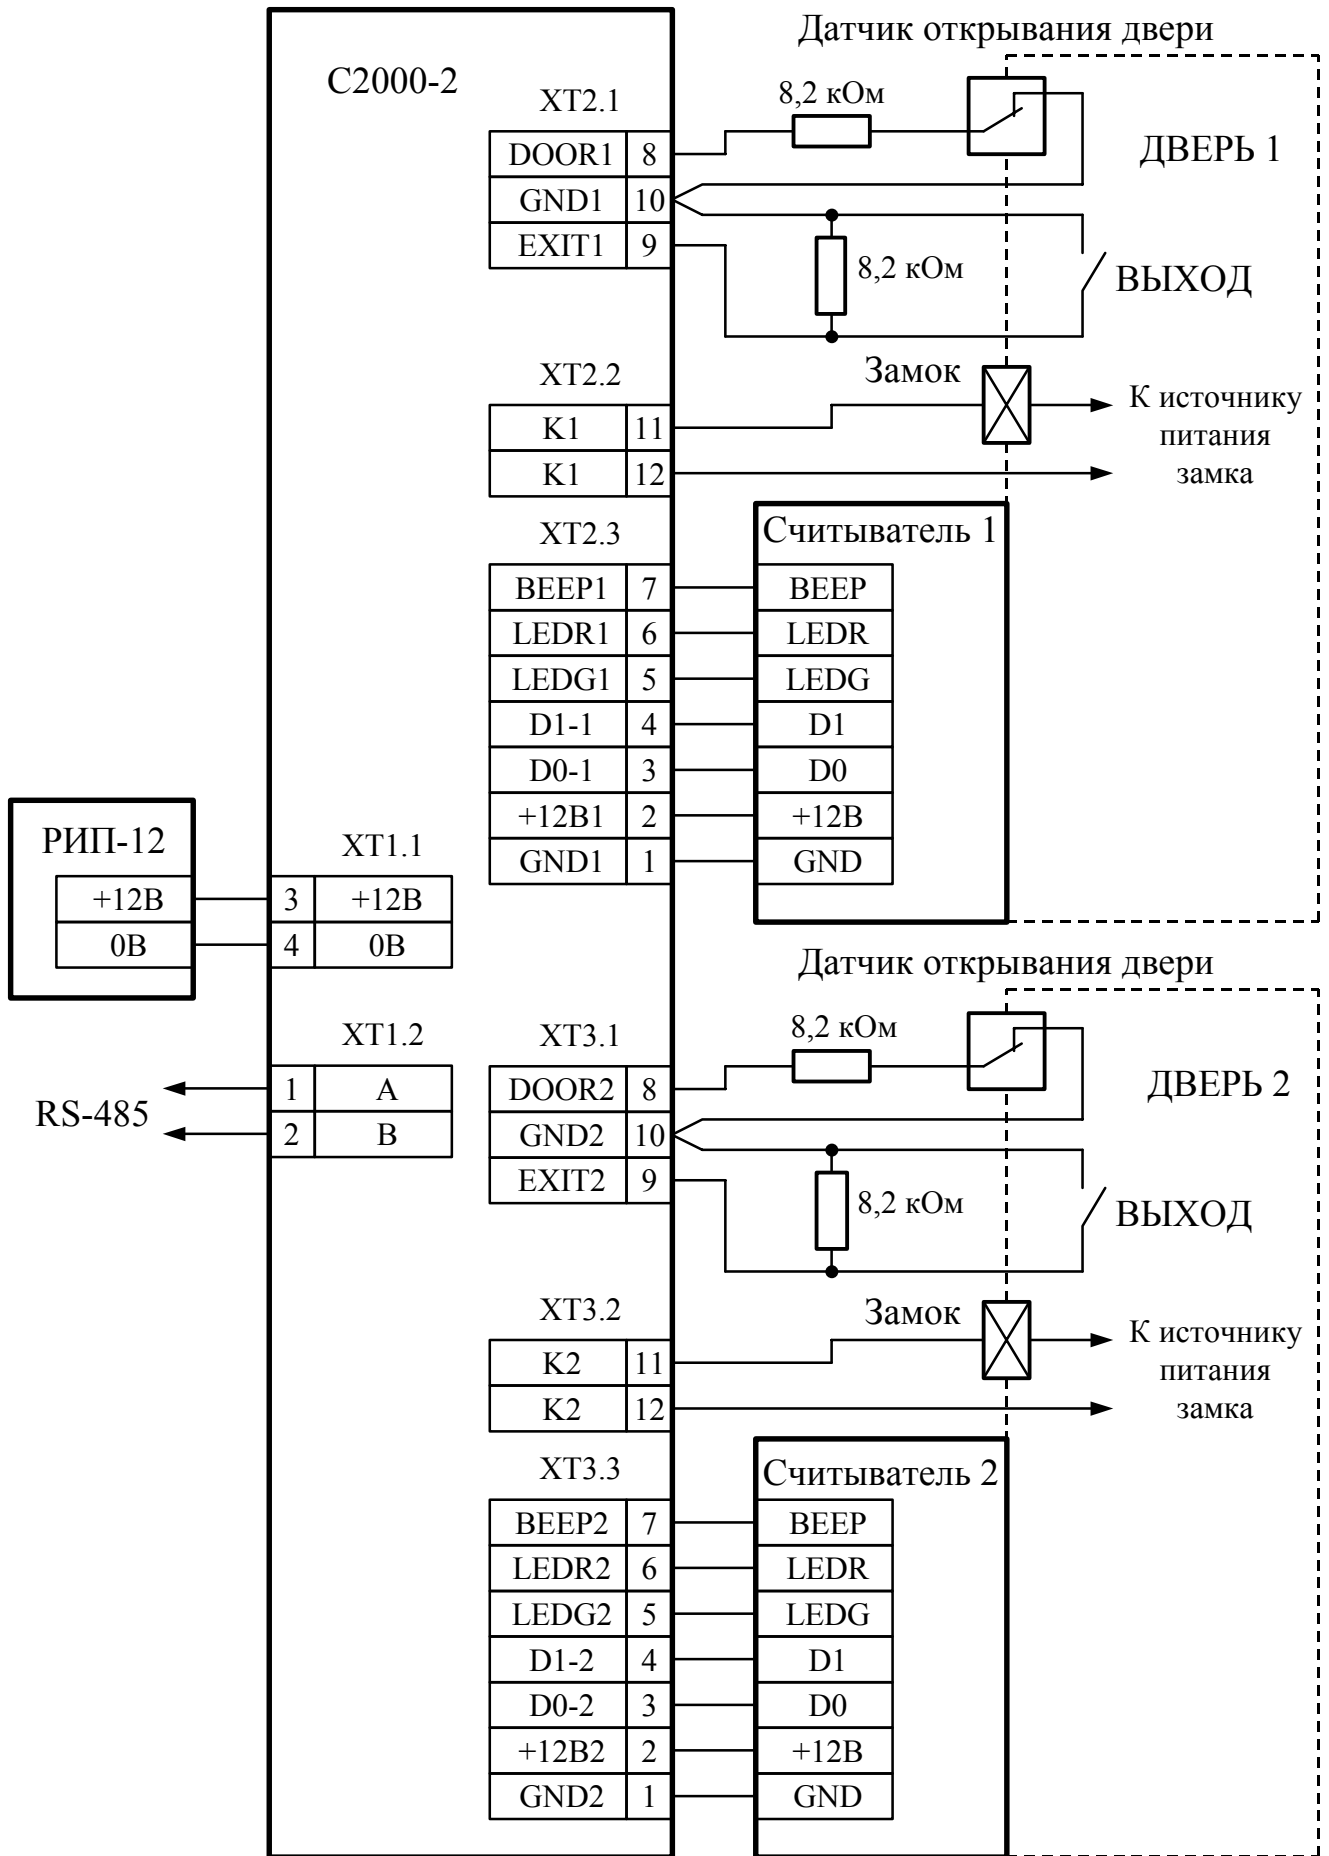 Датчик открывания двери
С2000-2
8,2 кОм
XT2.1
DOOR1 8
ДВЕРЬ 1
GND1 10
EXIT1 9
8,2 кОм
ВЫХОД
XT2.2
Замок
К источнику
питания
замка
K1 11
K1 12
XT2.3
Считыватель 1
BEEP1 7 BEEP
LEDR1 6 LEDR
LEDG1 5 LEDG
D1-1 4 D1
D0-1 3 D0
+12В1 2 +12В
GND1 1 GND
РИП-12
XT1.1
+12В 3 +12В
0В 4 0В
Датчик открывания двери
XT1.2
XT3.1
8,2 кОм
RS-485
1 A
2 B
DOOR2 8
ДВЕРЬ 2
GND2 10
EXIT2 9
8,2 кОм
ВЫХОД
XT3.2
Замок
К источнику
питания
замка
K2 11
K2 12
XT3.3
Считыватель 2
BEEP2 7 BEEP
LEDR2 6 LEDR
LEDG2 5 LEDG
D1-2 4 D1
D0-2 3 D0
+12В2 2 +12В
GND2 1 GND